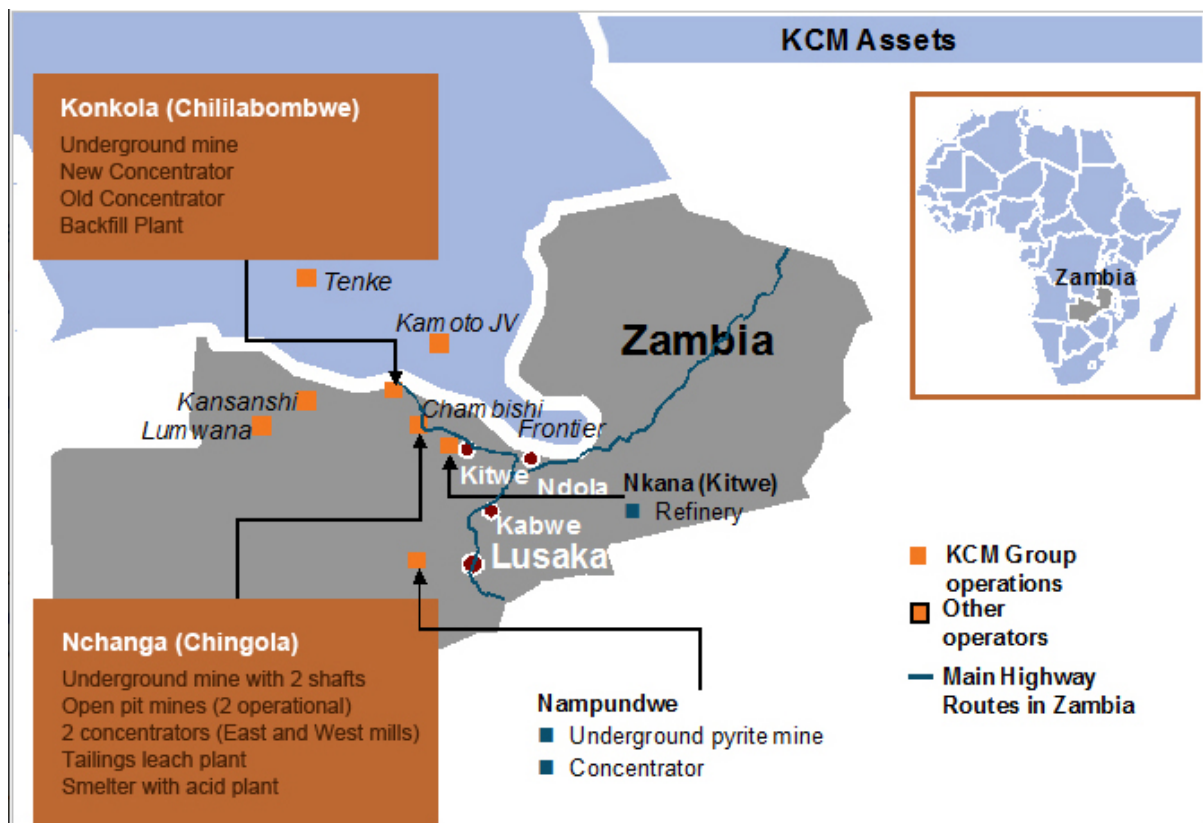 KCM Assets
Konkola (Chililabombwe)
Underground mine
New Concentrator
Old Concentrator
Backfill Plant
Zambia
Tenke
Kamoto JV
Zambia
Kansanshi
Chambishi
Lumwana
Frontier
Kitwe
Ndola
Nkana (Kitwe)
Refinery
Kabwe
Lusaka
KCM Group
operations
Other
operators
Main Highway
Routes in Zambia
Nchanga (Chingola)
Underground mine with 2 shafts
Open pit mines (2 operational)
2 concentrators (East and West mills)
Tailings leach plant
Smelter with acid plant
Nampundwe
Underground pyrite mine
Concentrator